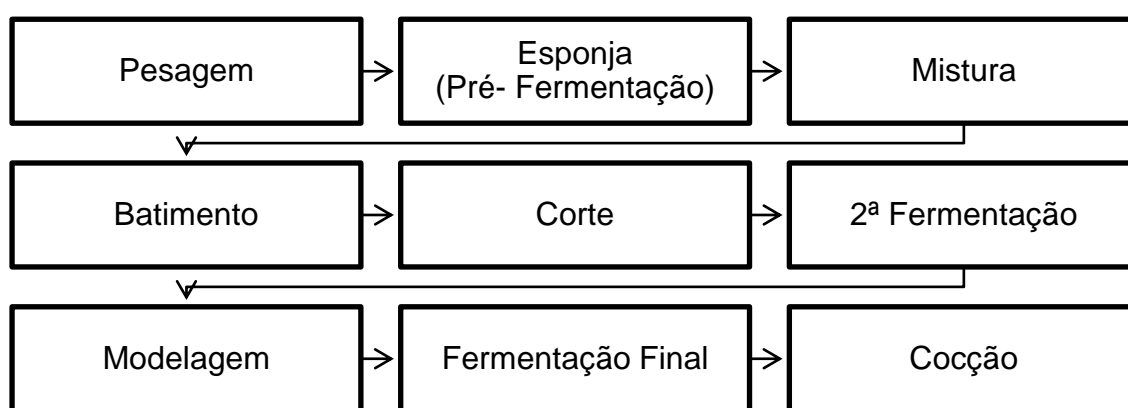 Pesagem
Esponja
(Pré- Fermentação)
Mistura
Batimento
Corte
2ª Fermentação
Modelagem
Fermentação Final
Cocção